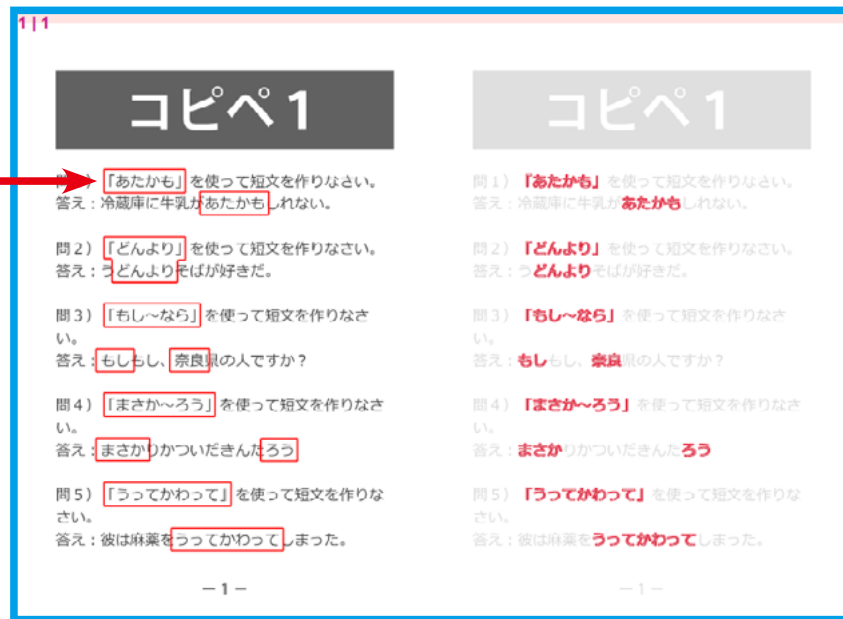 1|1
コピペ1
問1）「あたかも」を使って短文を作りなさい。
答え：冷蔵庫に牛乳があたかもしれない。
問2）「どんより」を使って短文を作りなさい。
答え：うどんよりそばが好きだ。
問3）「もし～なら」を使って短文を作りなさ
い。
答え：もしもし、奈良県の人ですか？
問4）「まさか～ろう」を使って短文を作りなさ
い。
答え：まさかりかついだきんたろう
問5）「うってかわって」を使って短文を作りな
さい。
答え：彼は麻薬をうってかわってしまった。
－1－
コピペ1
問1）「あたかも」を使って短文を作りなさい。
答え：冷蔵庫に牛乳があたかもしれない。
問2）「どんより」を使って短文を作りなさい。
答え：うどんよりそばが好きだ。
問3）「もし～なら」を使って短文を作りなさ
い。
答え：もしもし、奈良県の人ですか？
問4）「まさか～ろう」を使って短文を作りなさ
い。
答え：まさかりかついだきんたろう
問5）「うってかわって」を使って短文を作りな
さい。
答え：彼は麻薬をうってかわってしまった。
－1－